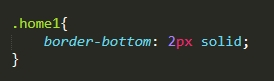 .home1{
    border-bottom: 2px solid;
}